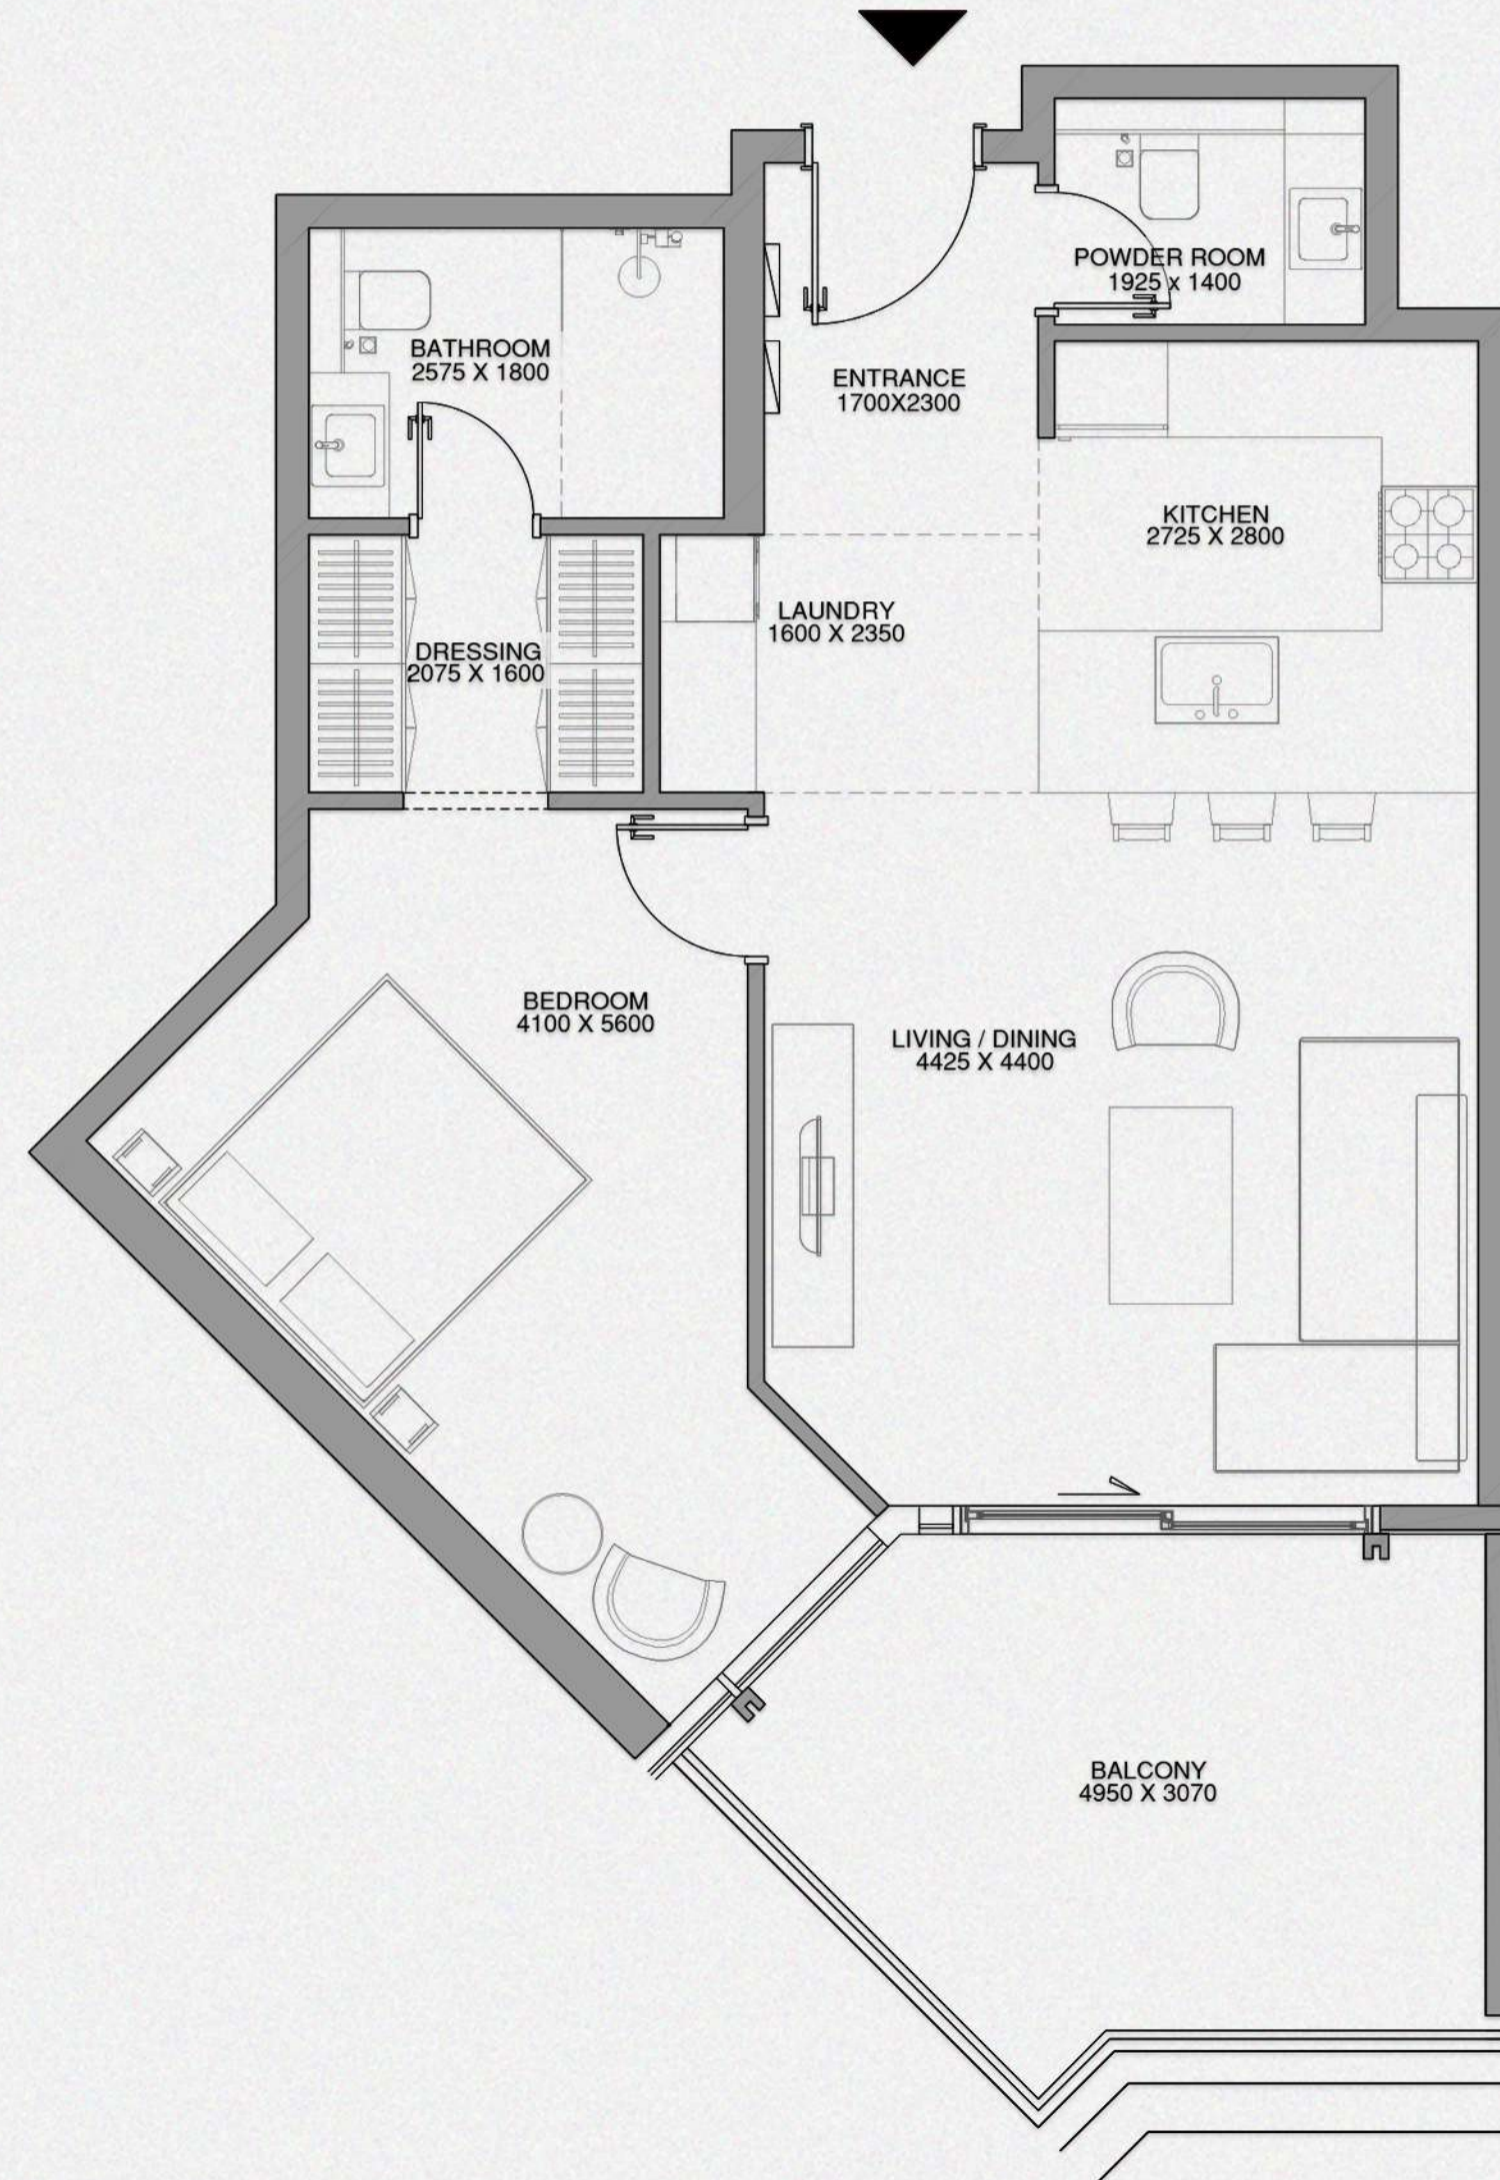 POWDER ROOM
1925 x 1400
BATHROOM
2575 X 1800
ENTRANCE
1700X2300
KITCHEN
2725 X 2800
LAUNDRY
1600 X 2350
DRESSING
2075 X 1600
BEDROOM
4100 X 5600
LIVING / DINING
4425 X 4400
BALCONY
4950 X 3070